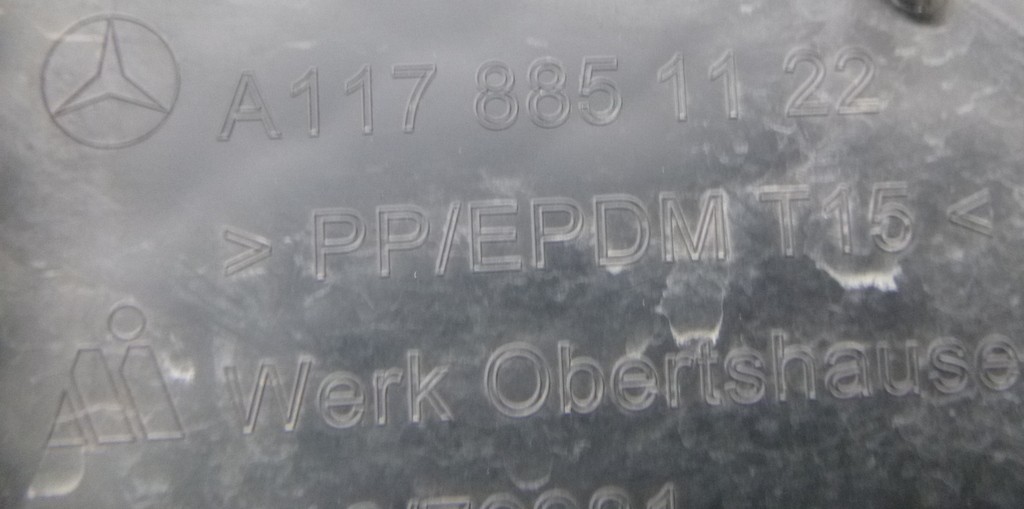 A117 885 11 22
> PP/EPDM T15 <
Werk Obertshause